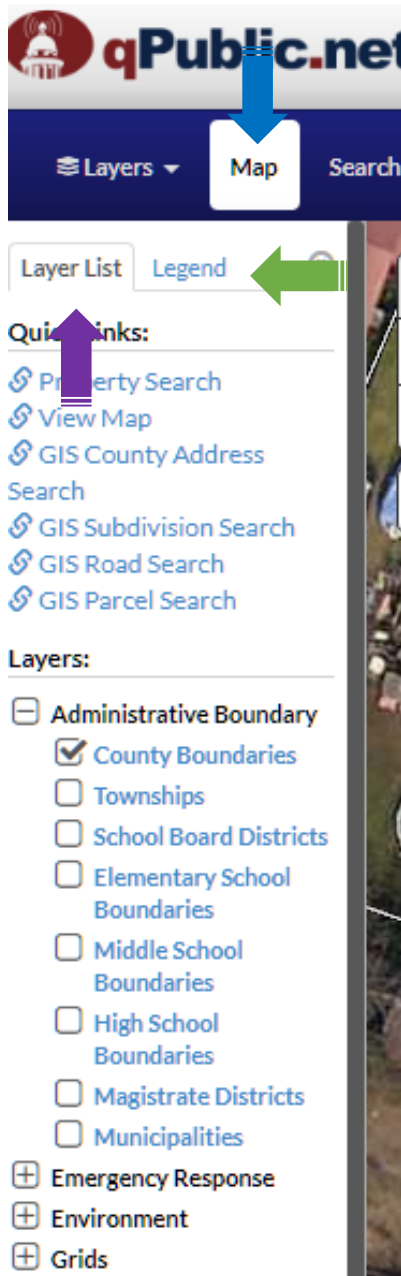 qPublic.net
Layers Map Search
Layer List Legend
Quick Links:
Property Search
View Map
GIS County Address
Search
GIS Subdivision Search
GIS Road Search
GIS Parcel Search
Layers:
Administrative Boundary
County Boundaries
Townships
School Board Districts
Elementary School
Boundaries
Middle School
Boundaries
High School
Boundaries
Magistrate Districts
Municipalities
Emergency Response
Environment
Grids